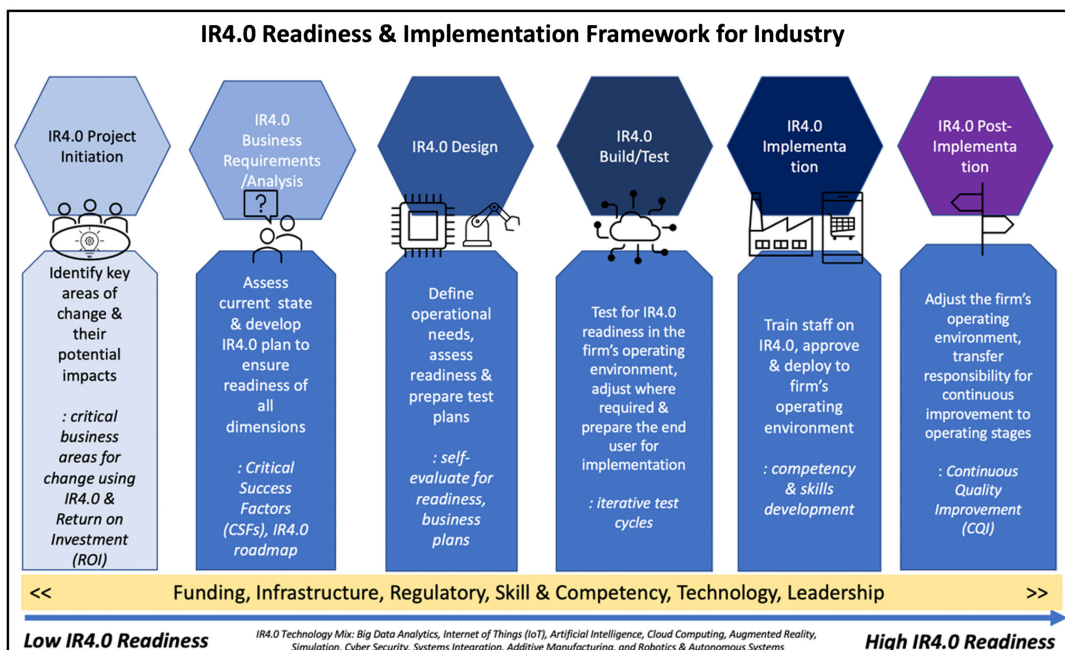 IR4.0 Readiness & Implementation Framework for Industry
IR4.0 Project
Initiation
IR4.0
Business
Requirements
/Analysis
IR4.0 Design
IR4.0
Build/Test
IR4.0
Implementa
tion
IR4.0 Post-
Implementa
tion
?
Identify key
areas of
change &
their
potential
impacts
: critical
business
areas for
change using
IR4.0 &
Return on
Investment
(ROI)
Assess
current state
& develop
IR4.0 plan to
ensure
readiness of
all
dimensions
: Critical
Success
Factors
(CSFs), IR4.0
roadmap
Define
operational
needs,
assess
readiness &
prepare test
plans
: self-
evaluate for
readiness,
business
plans
Test for IR4.0
readiness in the
firm's operating
environment,
adjust where
required &
prepare the end
user for
implementation
: iterative test
cycles
Train staff on
IR4.0, approve
& deploy to
firm's
operating
environment
: competency
& skills
development
Adjust the firm's
operating
environment,
transfer
responsibility for
continuous
improvement to
operating stages
: Continuous
Quality
Improvement
(CQI)
<< Funding, Infrastructure, Regulatory, Skill & Competency, Technology, Leadership >>
Low IR4.0 Readiness
IR4.0 Technology Mix: Big Data Analytics, Internet of Things (IoT), Artificial Intelligence, Cloud Computing, Augmented Reality,
Simulation, Cyber Security, Systems Integration, Additive Manufacturing, and Robotics & Autonomous Systems
High IR4.0 Readiness